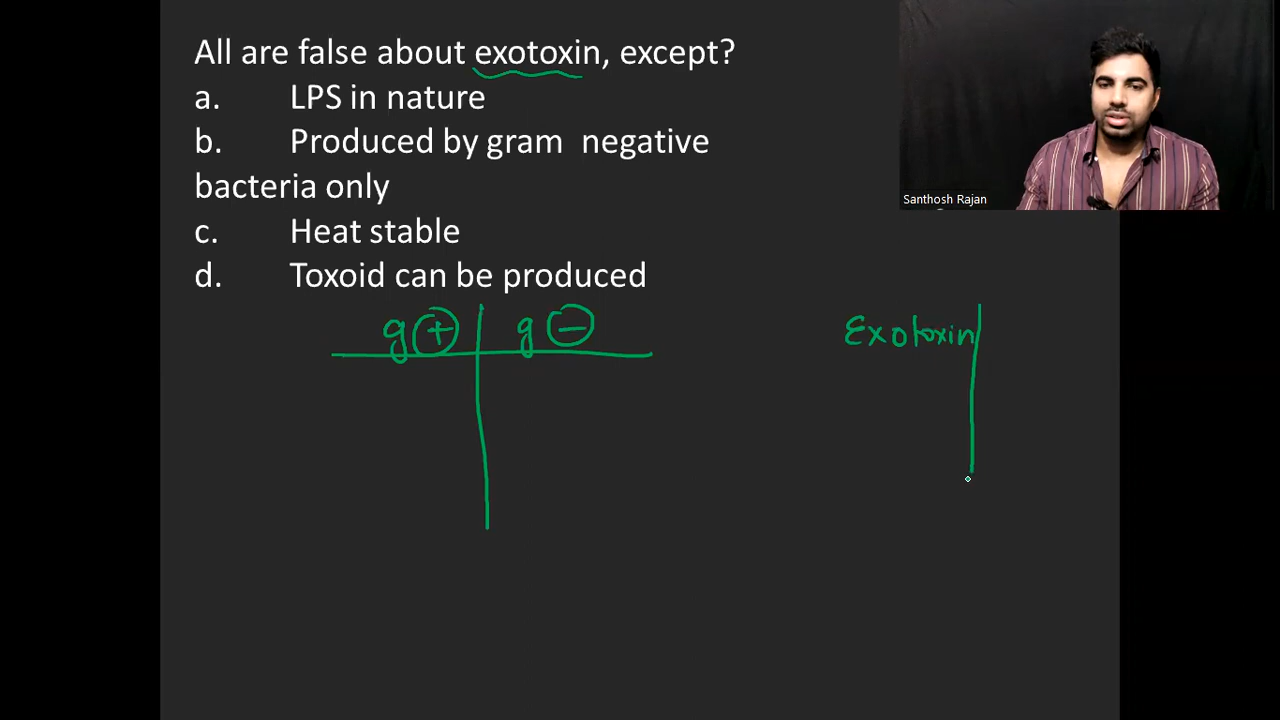 All are false about exotoxin, except?
a. LPS in nature
b. Produced by gram  negative
bacteria only
c. Heat stable
d. Toxoid can be produced
g + g -
Exotoxin
Santhosh Rajan